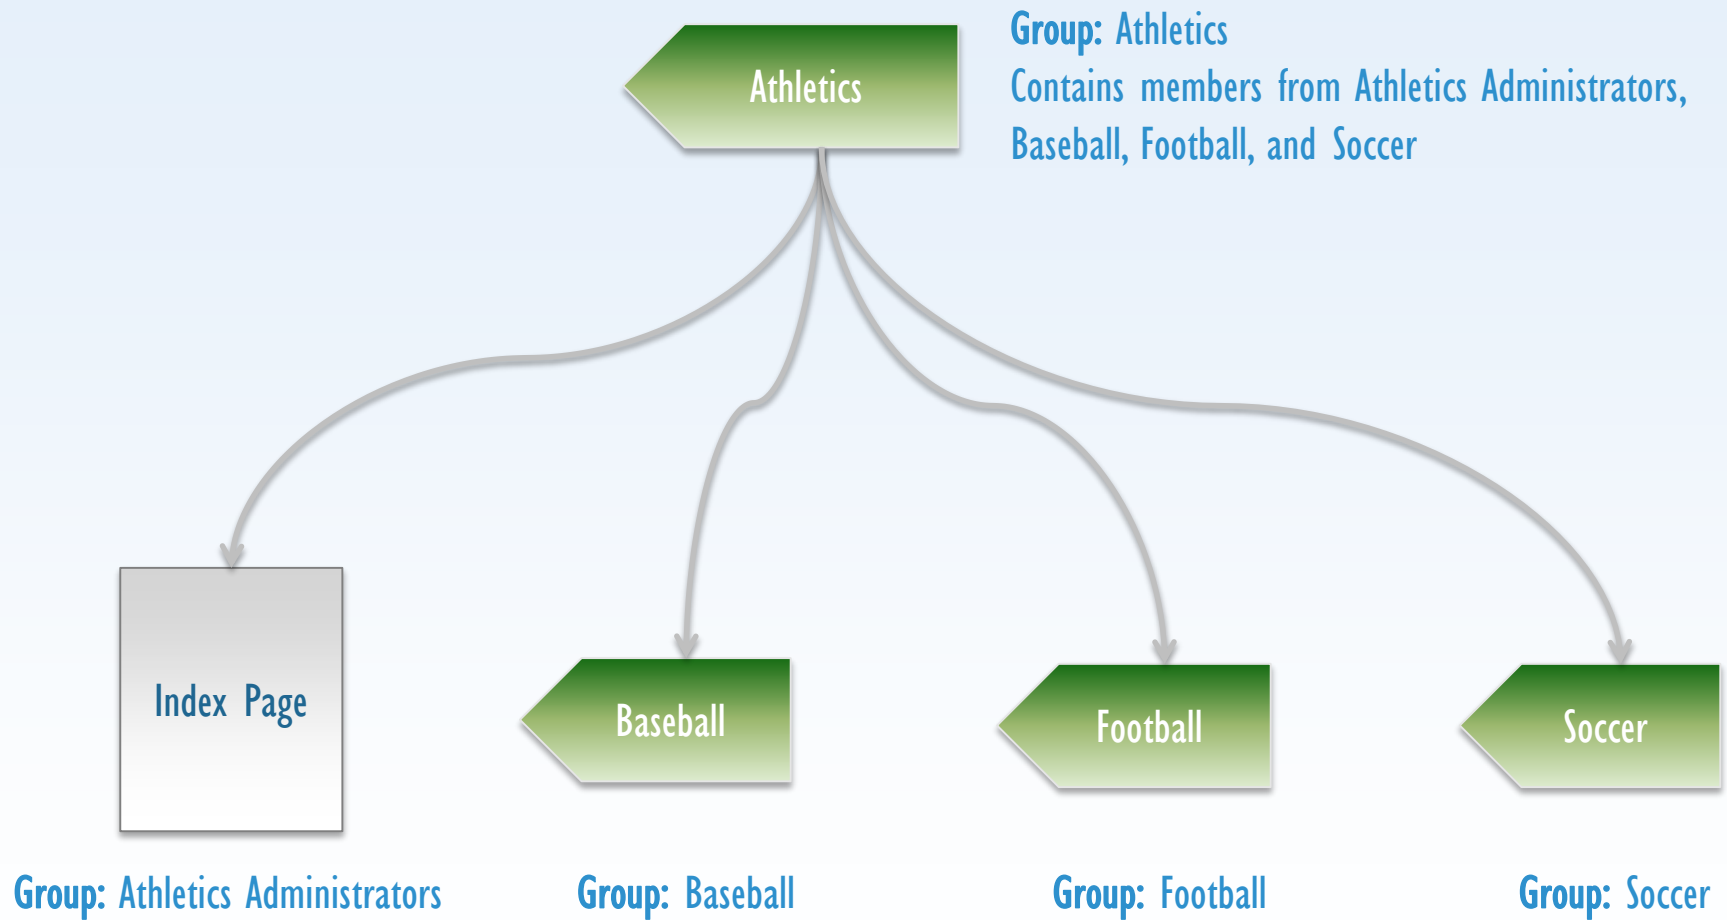 Athletics
Group: Athletics
Contains members from Athletics Administrators,
Baseball, Football, and Soccer
Index Page
Baseball
Football
Soccer
Group: Athletics Administrators
Group: Baseball
Group: Football
Group: Soccer